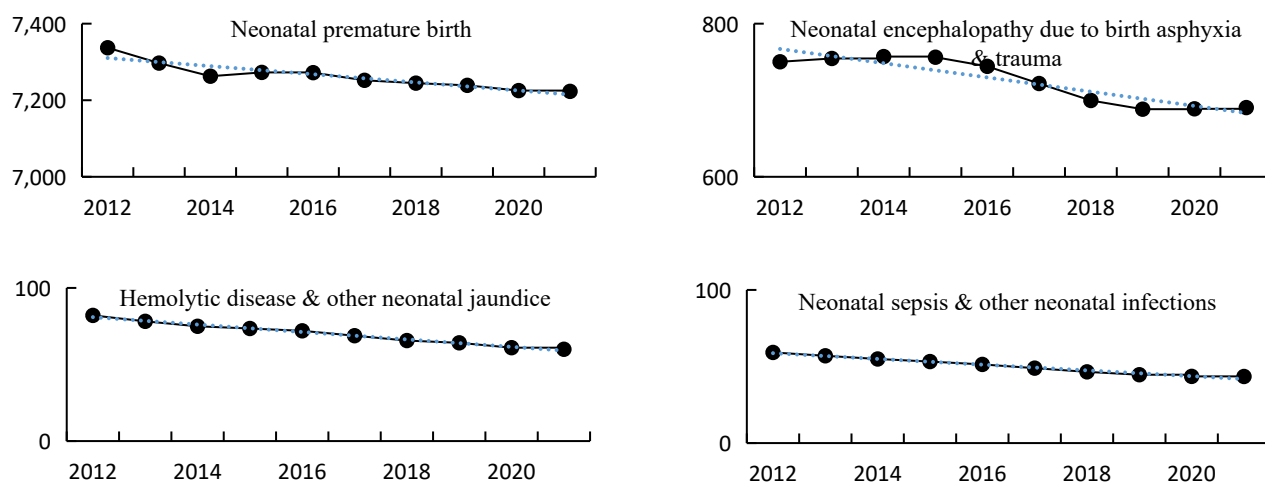 Neonatal premature birth
7,400
7,200
7,000
2012 2014 2016 2018 2020
Neonatal encephalopathy due to birth asphyxia
& trauma
800
600
2012 2014 2016 2018 2020
Hemolytic disease & other neonatal jaundice
100
0
2012 2014 2016 2018 2020
Neonatal sepsis & other neonatal infections
100
0
2012 2014 2016 2018 2020